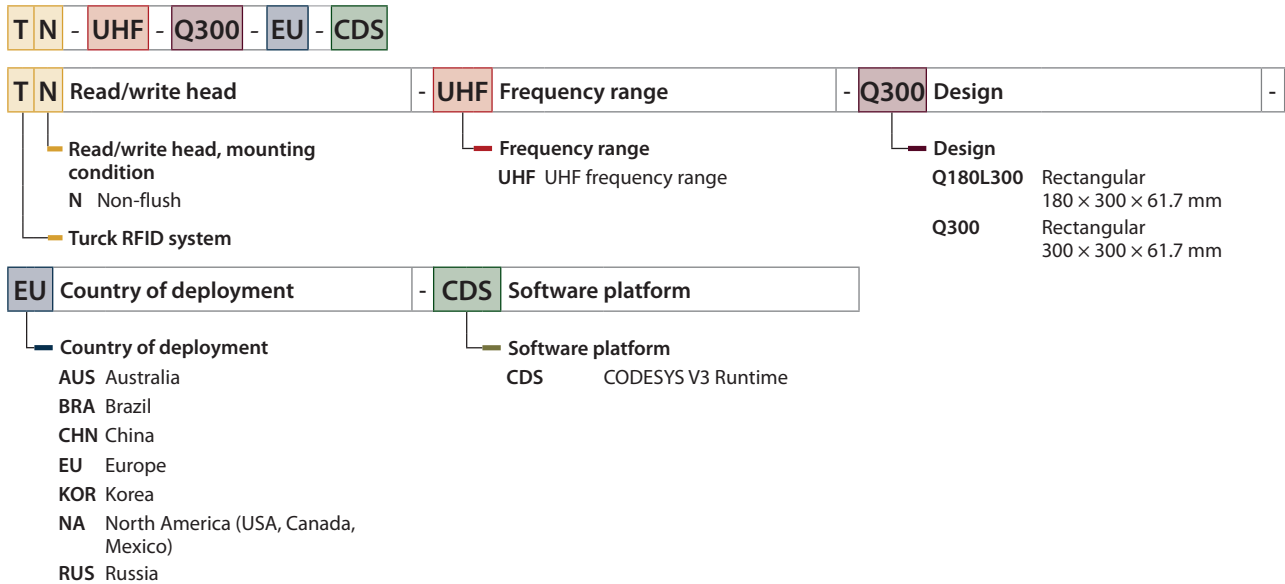 T N - UHF - Q300 - EU - CDS
T N Read/write head - UHF Frequency range - Q300 Design -
Read/write head, mounting
condition
N Non-flush
Turck RFID system
Frequency range
UHF UHF frequency range
Design
Q180L300 Rectangular
180 × 300 × 61.7 mm
Q300 Rectangular
300 × 300 × 61.7 mm
EU Country of deployment - CDS Software platform
Country of deployment
AUS Australia
BRA Brazil
CHN China
EU Europe
KOR Korea
NA North America (USA, Canada,
Mexico)
RUS Russia
Software platform
CDS CODESYS V3 Runtime